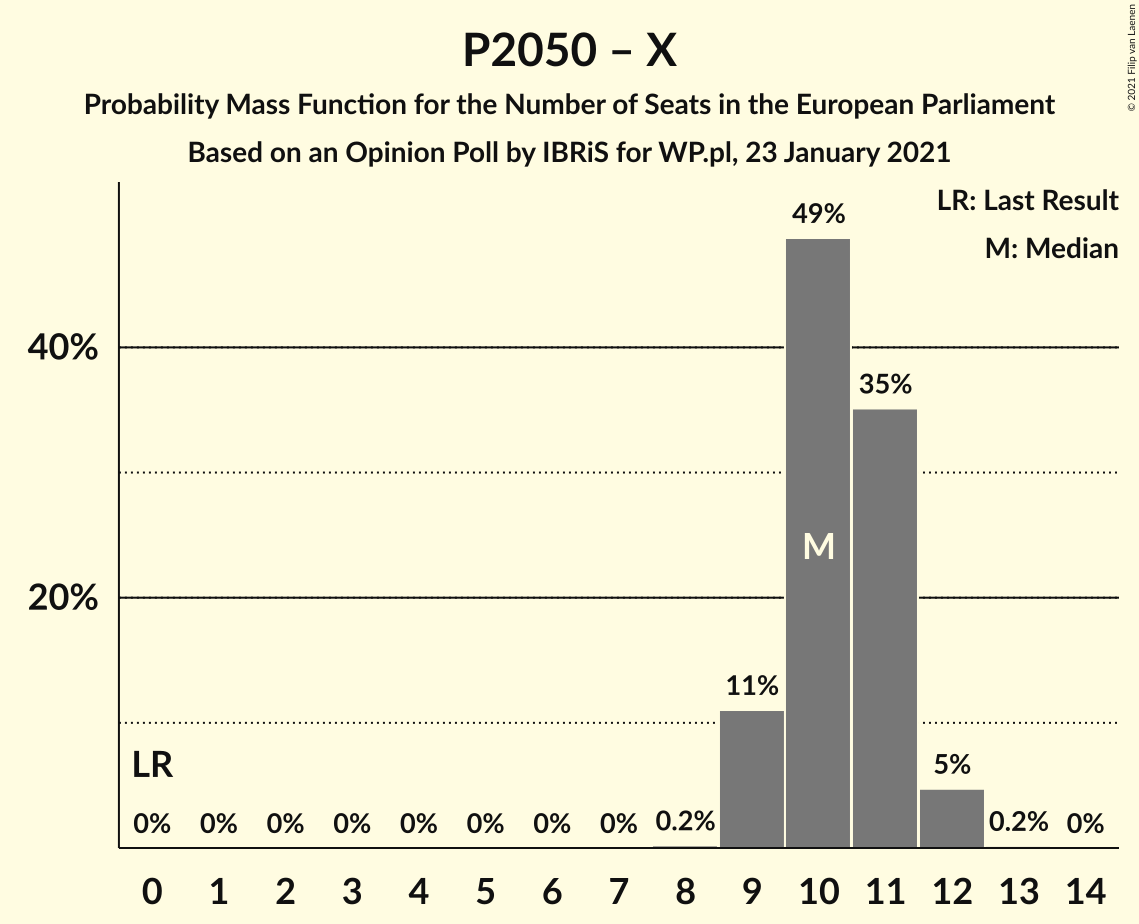 P2050 – X
Probability Mass Function for the Number of Seats in the European Parliament
Based on an Opinion Poll by IBRiS for WP.pl, 23 January 2021
© 2021 Filip van Laenen
LR: Last Result
M: Median
40%
20%
LR
M
0% 0% 0% 0% 0% 0% 0% 0% 0.2% 11% 49% 35% 5% 0.2% 0%
0 1 2 3 4 5 6 7 8 9 10 11 12 13 14